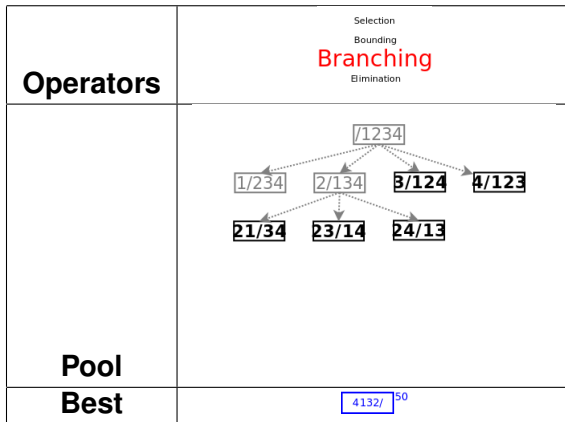 Selection
Bounding
Branching
Elimination
Operators
/1234
1/234 2/134 3/124 4/123
21/34 23/14 24/13
Pool
Best
4132/ 50